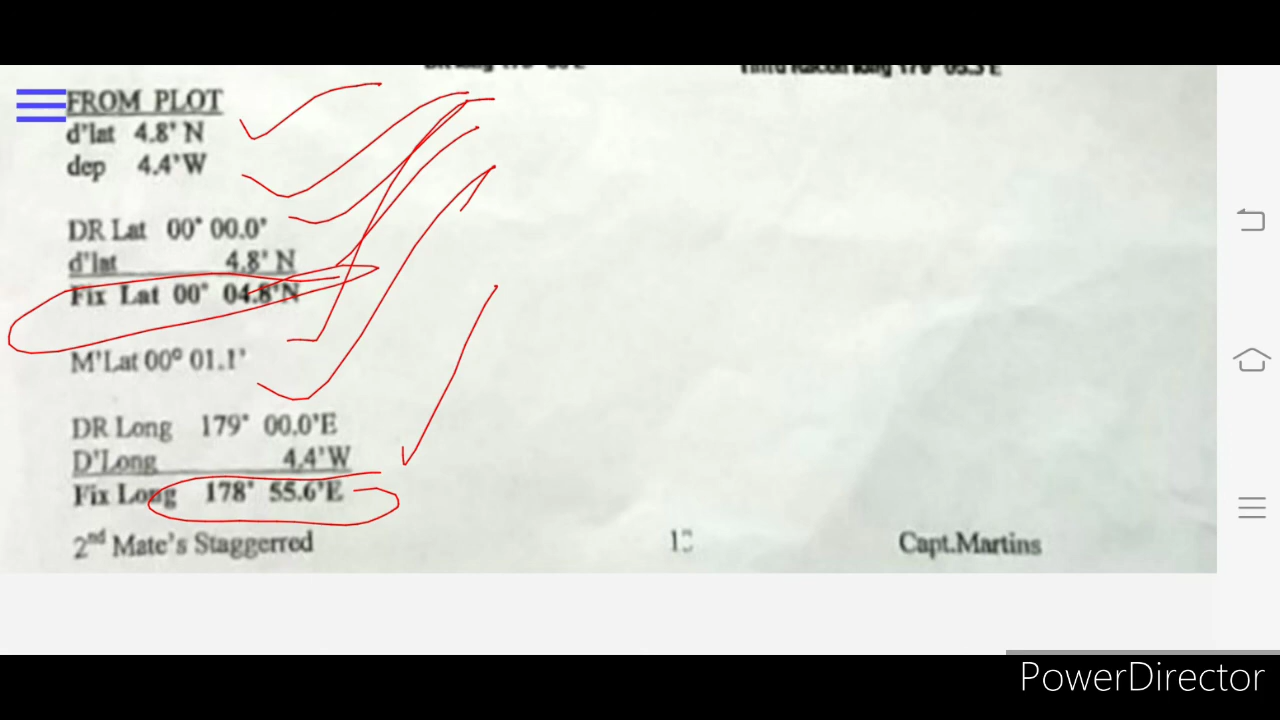 FROM PLOT
d'lat 4.8' N
dep 4.4'W
DR Lat 00° 00.0'
d'lat 4.8' N
Fix Lat 00° 04.8'N
M'Lat 00° 01.1'
DR Long 179° 00.0'E
D'Long 4.4'W
Fix Long 178° 55.6'E
2nd Mate's Staggerred
Capt.Martins
PowerDirector